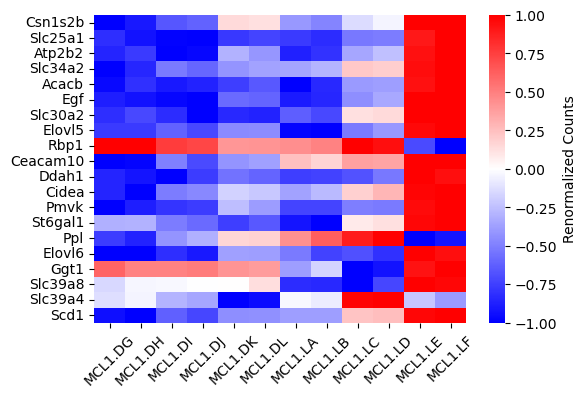 Csn1s2b
Slc25a1
Atp2b2
Slc34a2
Acacb
Egf
Slc30a2
Elovl5
Rbp1
Ceacam10
Ddah1
Cidea
Pmvk
St6gal1
Ppl
Elovl6
Ggt1
Slc39a8
Slc39a4
Scd1
MCL1.DG
MCL1.DH
MCL1.DI
MCL1.DJ
MCL1.DK
MCL1.DL
MCL1.LA
MCL1.LB
MCL1.LC
MCL1.LD
MCL1.LE
MCL1.LF
1.00
0.75
0.50
0.25
0.00
−0.25
−0.50
−0.75
−1.00
Renormalized Counts